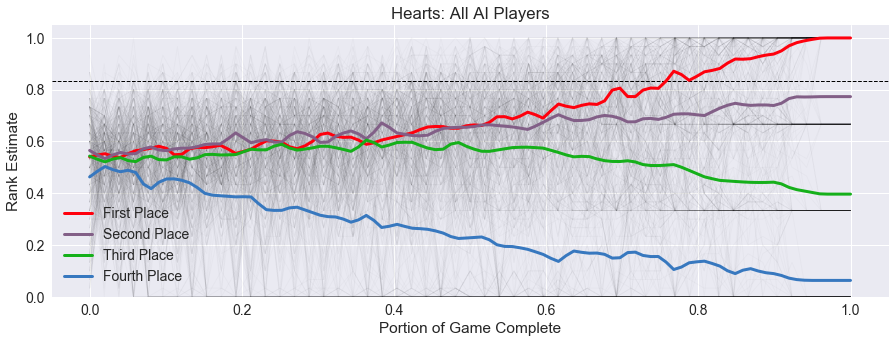 Hearts: All AI Players
1.0
0.8
0.6
0.4
0.2
0.0
Rank Estimate
First Place
Second Place
Third Place
Fourth Place
0.0 0.2 0.4 0.6 0.8 1.0
Portion of Game Complete